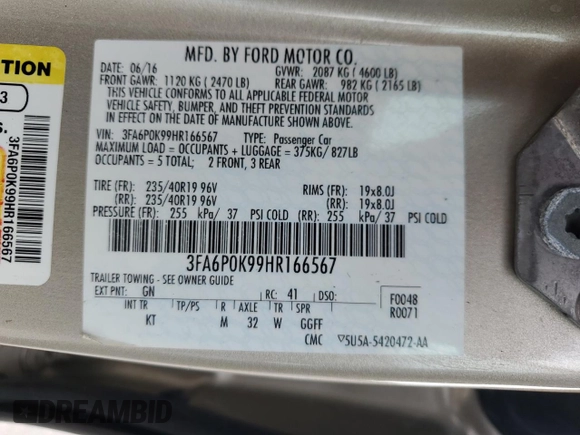 MFD. BY FORD MOTOR CO.
DATE: 06/16 GVWR: 2087 KG ( 4600 LB)
FRONT GAWR: 1120 KG ( 2470 LB) REAR GAWR: 982 KG ( 2165 LB)
THIS VEHICLE CONFORMS TO ALL APPLICABLE FEDERAL MOTOR
VEHICLE SAFETY, BUMPER, AND THEFT PREVENTION STANDARDS
IN EFFECT ON THE DATE OF MANUFACTURE SHOWN ABOVE.
VIN: 3FA6P0K99HR166567 TYPE: Passenger Car
MAXIMUM LOAD = OCCUPANTS + LUGGAGE = 375KG/ 827LB
OCCUPANTS = 5 TOTAL; 2 FRONT, 3 REAR
TIRE (FR): 235/40R19 96V RIMS (FR): 19x8.0J
(RR): 235/40R19 96V (RR): 19x8.0J
PRESSURE (FR): 255 kPa/ 37 PSI COLD (RR): 255 kPa/ 37 PSI COLD
3FA6P0K99HR166567
TRAILER TOWING - SEE OWNER GUIDE
EXT PNT: GN RC: 41 DSO:
INT TR TP/PS R AXLE TR SPR
KT M 32 W GGFF
F0048
R0071
CMC 5U5A-5420472-AA
TION
3
S.
3FA6P0K99HR166567
DREAMBID